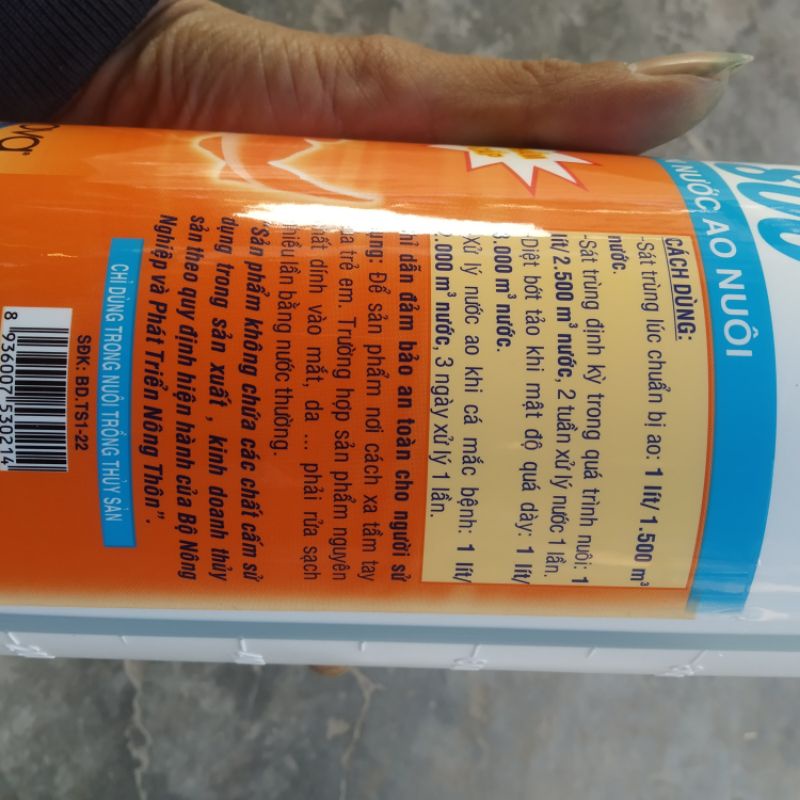 NƯỚC AO NUÔI
CÁCH DÙNG:
-Sát trùng lúc chuẩn bị ao: 1 lít/ 1.500 m³
nước.
-Sát trùng định kỳ trong quá trình nuôi: 1
lít/ 2.500 m³ nước, 2 tuần xử lý nước 1 lần.
Diệt bớt tảo khi mật độ quá dày: 1 lít/
3.000 m³ nước.
Xử lý nước ao khi cá mắc bệnh: 1 lít/
.000 m³ nước, 3 ngày xử lý 1 lần.
ỉ dẫn đảm bảo an toàn cho người sử
ụng: Để sản phẩm nơi cách xa tầm tay
a trẻ em. Trường hợp sản phẩm nguyên
ất dính vào mắt, da ... phải rửa sạch
hiều lần bằng nước thường.
"Sản phẩm không chứa các chất cấm sử
dụng trong sản xuất, kinh doanh thủy
sản theo quy định hiện hành của Bộ Nông
Nghiệp và Phát Triển Nông Thôn".
CHỈ DÙNG TRONG NUÔI TRỒNG THỦY SẢN
SĐK: BD.TS1-22
8 936007 530214